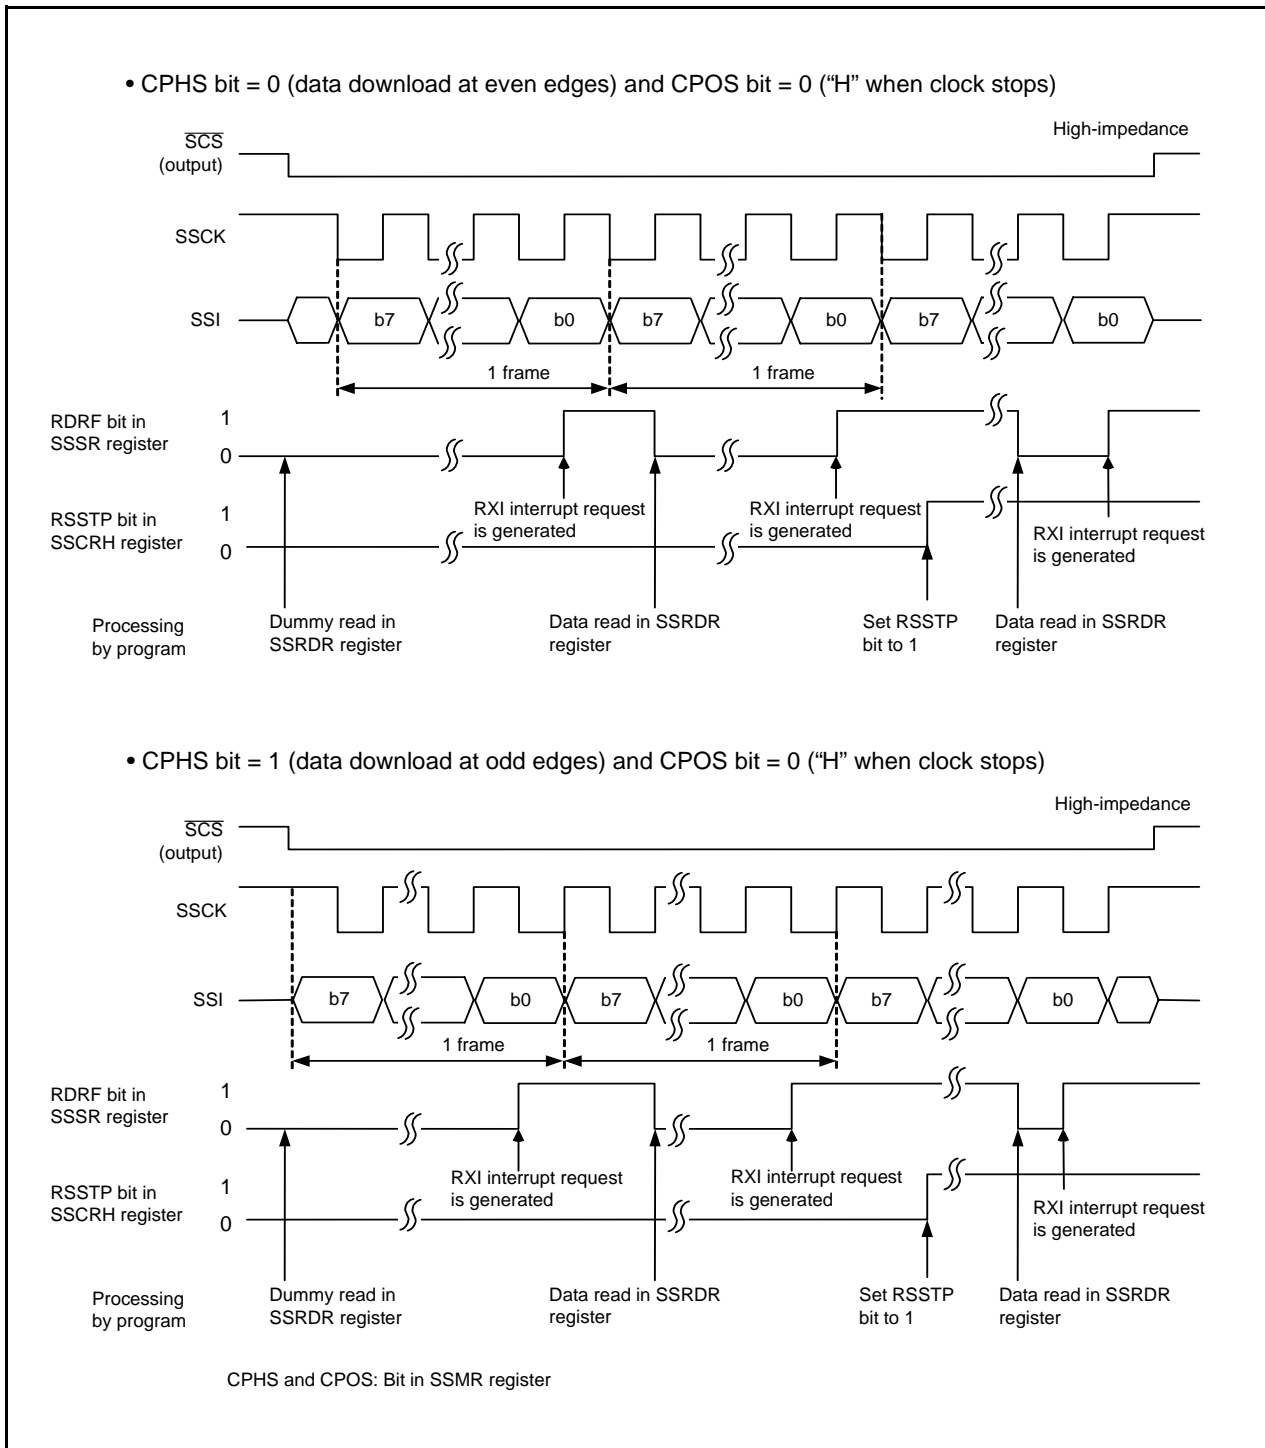 • CPHS bit = 0 (data download at even edges) and CPOS bit = 0 (“H” when clock stops)
High-impedance
SCS
(output)
SSCK
SSI
b7
b0
b7
b0
b7
b0
1 frame
1 frame
RDRF bit in
SSSR register
1
0
RXI interrupt request
is generated
RXI interrupt request
is generated
RXI interrupt request
is generated
RSSTP bit in
SSCRH register
1
0
Processing
by program
Dummy read in
SSRDR register
Data read in SSRDR
register
Set RSSTP
bit to 1
Data read in SSRDR
register
• CPHS bit = 1 (data download at odd edges) and CPOS bit = 0 (“H” when clock stops)
High-impedance
SCS
(output)
SSCK
SSI
b7
b0
b7
b0
b7
b0
1 frame
1 frame
RDRF bit in
SSSR register
1
0
RXI interrupt request
is generated
RXI interrupt request
is generated
RXI interrupt request
is generated
RSSTP bit in
SSCRH register
1
0
Processing
by program
Dummy read in
SSRDR register
Data read in SSRDR
register
Set RSSTP
bit to 1
Data read in SSRDR
register
CPHS and CPOS: Bit in SSMR register